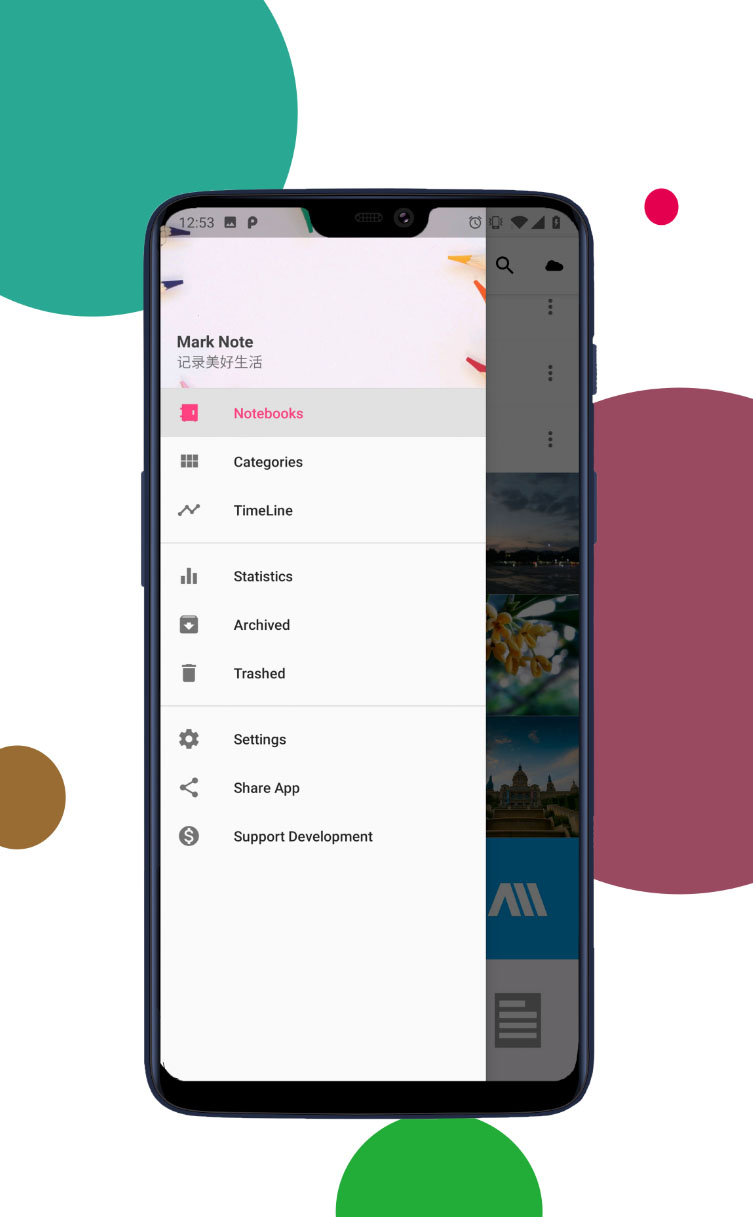 12:53
Mark Note
记录美好生活
Notebooks
Categories
TimeLine
Statistics
Archived
Trashed
Settings
Share App
Support Development